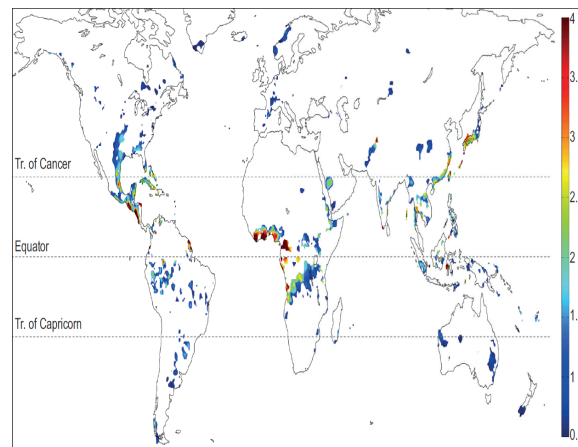 4
3.
3
Tr. of Cancer
2.
Equator
2
1.
Tr. of Capricorn
1
0.